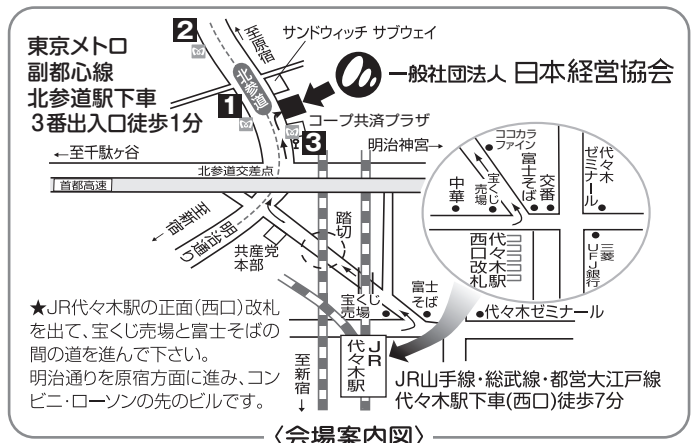 東京メトロ
副都心線
北参道駅下車
3番出入口徒歩1分
2
至原宿
サンドウィッチ サブウェイ
一般社団法人 日本経営協会
北参道
1
3
コープ共済プラザ
明治神宮→
←至千駄ヶ谷
北参道交差点
首都高速
至新宿
明治通り
共産党
本部
踏切
宝くじ
売場
富士
そば
代々木ゼミナール
JR
代々木駅
至新宿→
ココカラ
ファイン
中華
宝くじ
売場
富士そば
交番
代々木
ゼミナール
代々木駅
西口改札
三菱
UFJ銀行
★JR代々木駅の正面(西口)改札
を出て、宝くじ売場と富士そばの
間の道を進んで下さい。
明治通りを原宿方面に進み、コン
ビニ・ローソンの先のビルです。
JR山手線・総武線・都営大江戸線
代々木駅下車(西口)徒歩7分
〈会場案内図〉